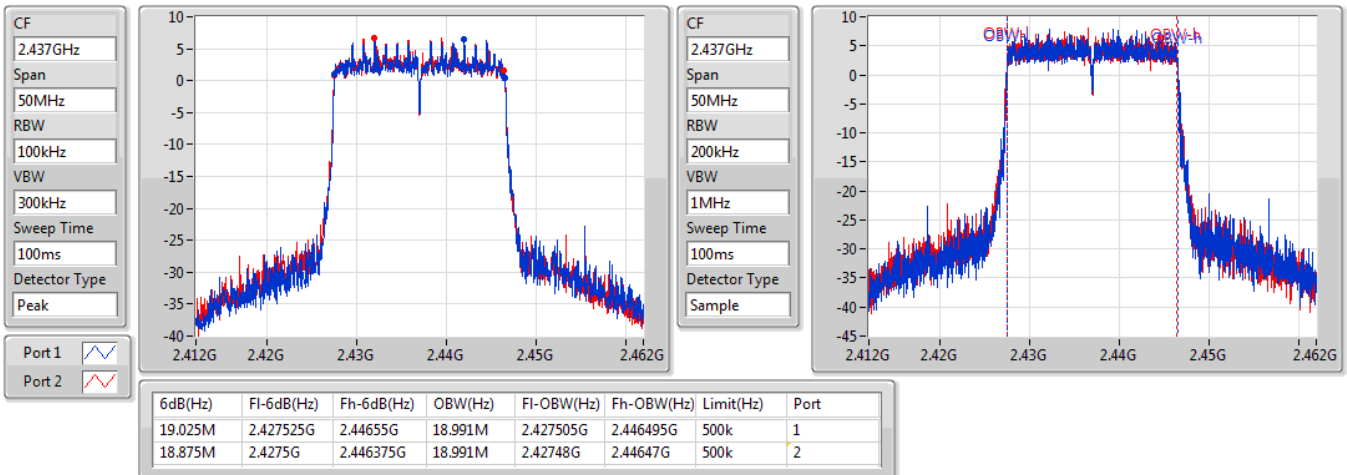 CF
2.437GHz
Span
50MHz
RBW
100kHz
VBW
300kHz
Sweep Time
100ms
Detector Type
Peak
Port 1
Port 2
10
5
0
-5
-10
-15
-20
-25
-30
-35
-40
2.412G 2.42G 2.43G 2.44G 2.45G 2.462G
CF
2.437GHz
Span
50MHz
RBW
200kHz
VBW
1MHz
Sweep Time
100ms
Detector Type
Sample
10
5
0
-5
-10
-15
-20
-25
-30
-35
-40
-45
OBW-h
2.412G 2.42G 2.43G 2.44G 2.45G 2.462G
6dB(Hz) Fl-6dB(Hz) Fh-6dB(Hz) OBW(Hz) Fl-OBW(Hz) Fh-OBW(Hz) Limit(Hz) Port
19.025M 2.427525G 2.44655G 18.991M 2.427505G 2.446495G 500k 1
18.875M 2.4275G 2.446375G 18.991M 2.42748G 2.44647G 500k 2